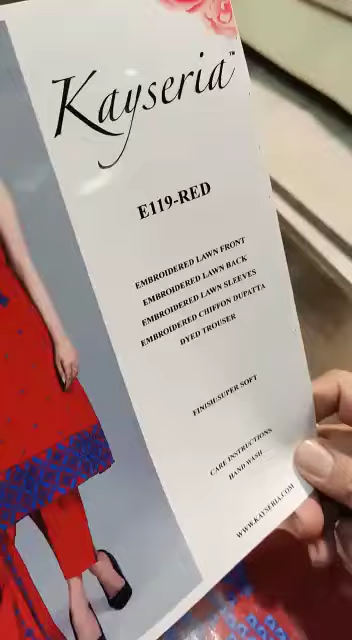 Kayseria™
E119-RED
EMBROIDERED LAWN FRONT
EMBROIDERED LAWN BACK
EMBROIDERED LAWN SLEEVES
EMBROIDERED CHIFFON DUPATTA
DYED TROUSER
FINISH:SUPER SOFT
CARE INSTRUCTIONS
HAND WASH
WWW.KAYSERIA.COM